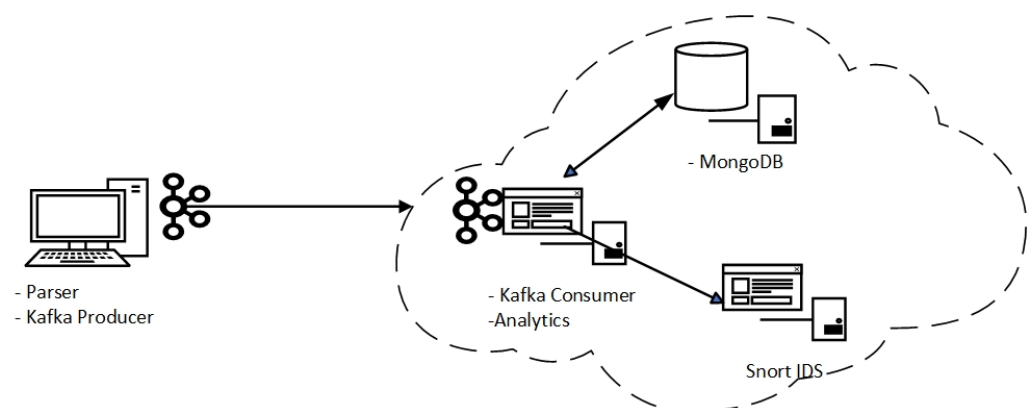 - MongoDB
- Parser
- Kafka Producer
- Kafka Consumer
-Analytics
Snort IDS